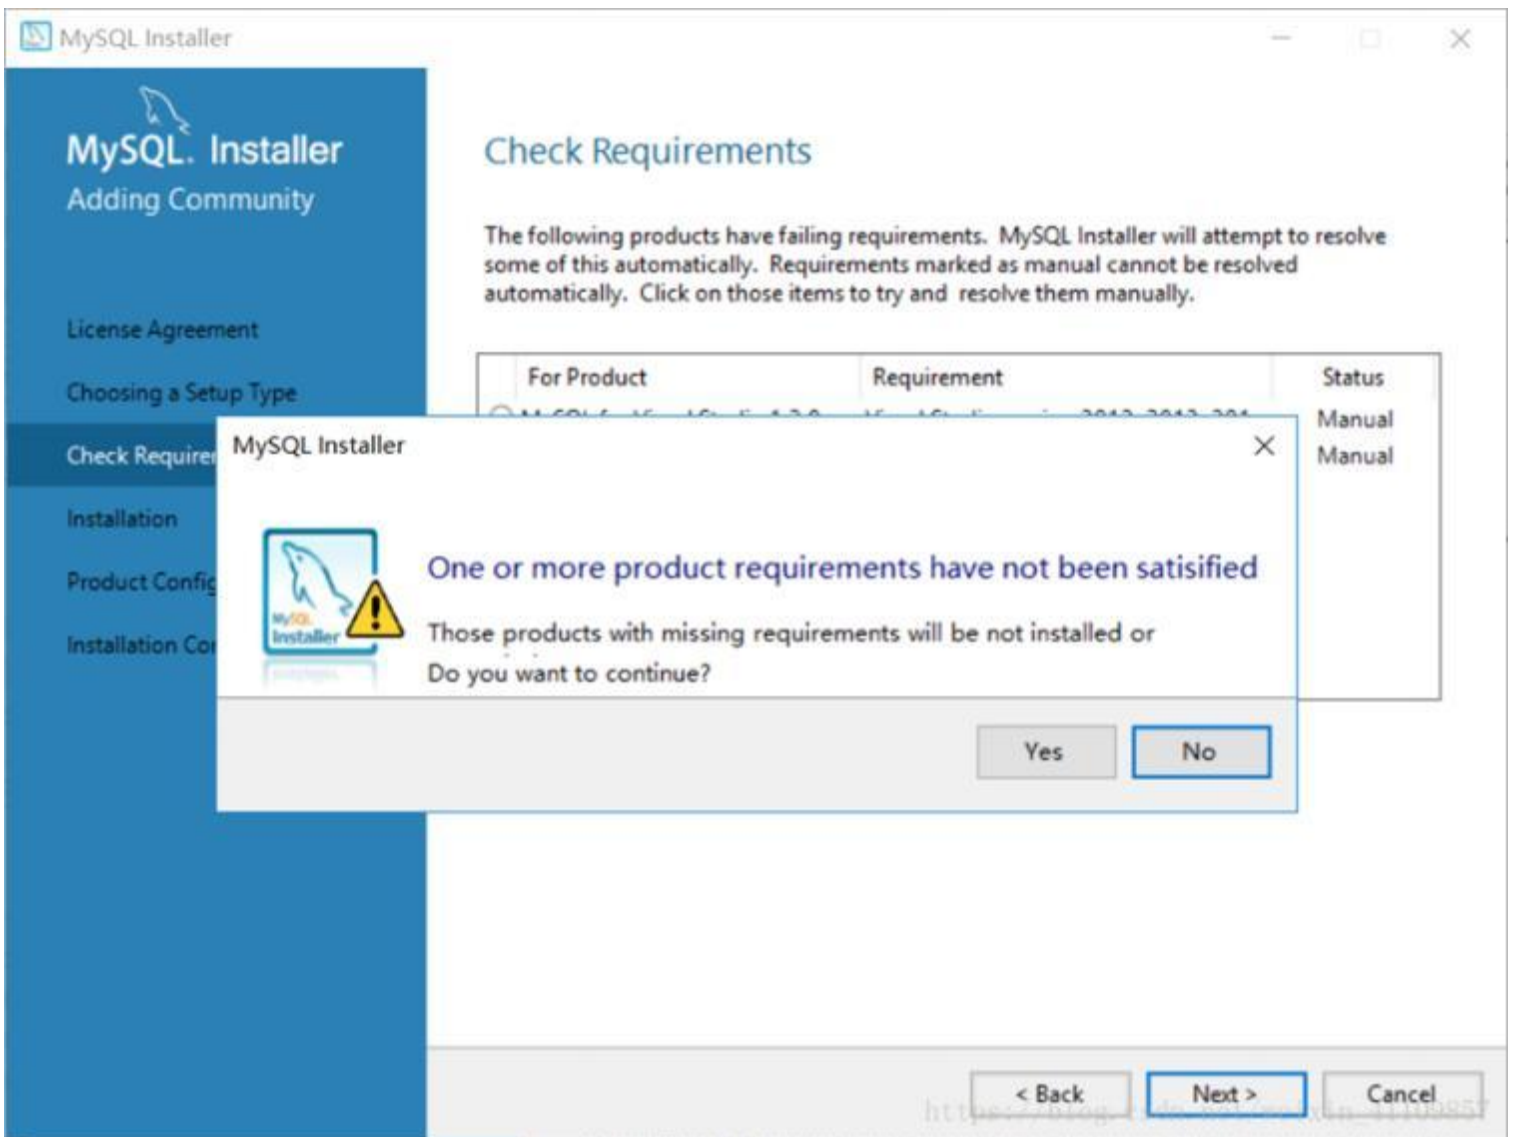 MySQL Installer
MySQL. Installer
Adding Community
License Agreement
Choosing a Setup Type
Check Require
Installation
Product Config
Installation Co
Check Requirements
The following products have failing requirements. MySQL Installer will attempt to resolve
some of this automatically. Requirements marked as manual cannot be resolved
automatically. Click on those items to try and resolve them manually.
For Product Requirement Status
Manual
Manual
MySQL Installer
MySQL
Installer
One or more product requirements have not been satisified
Those products with missing requirements will be not installed or
Do you want to continue?
Yes No
< Back Next > Cancel